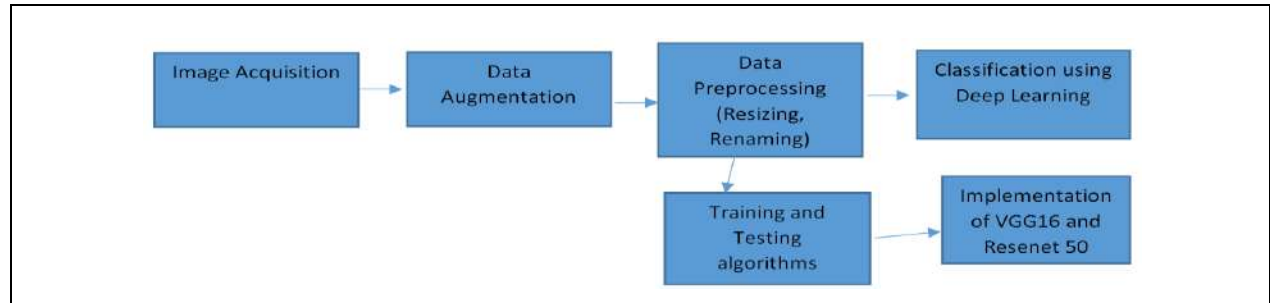 Image Acquisition
Data
Augmentation
Data
Preprocessing
(Resizing,
Renaming)
Classification using
Deep Learning
Training and
Testing
algorithms
Implementation
of VGG16 and
Resenet 50